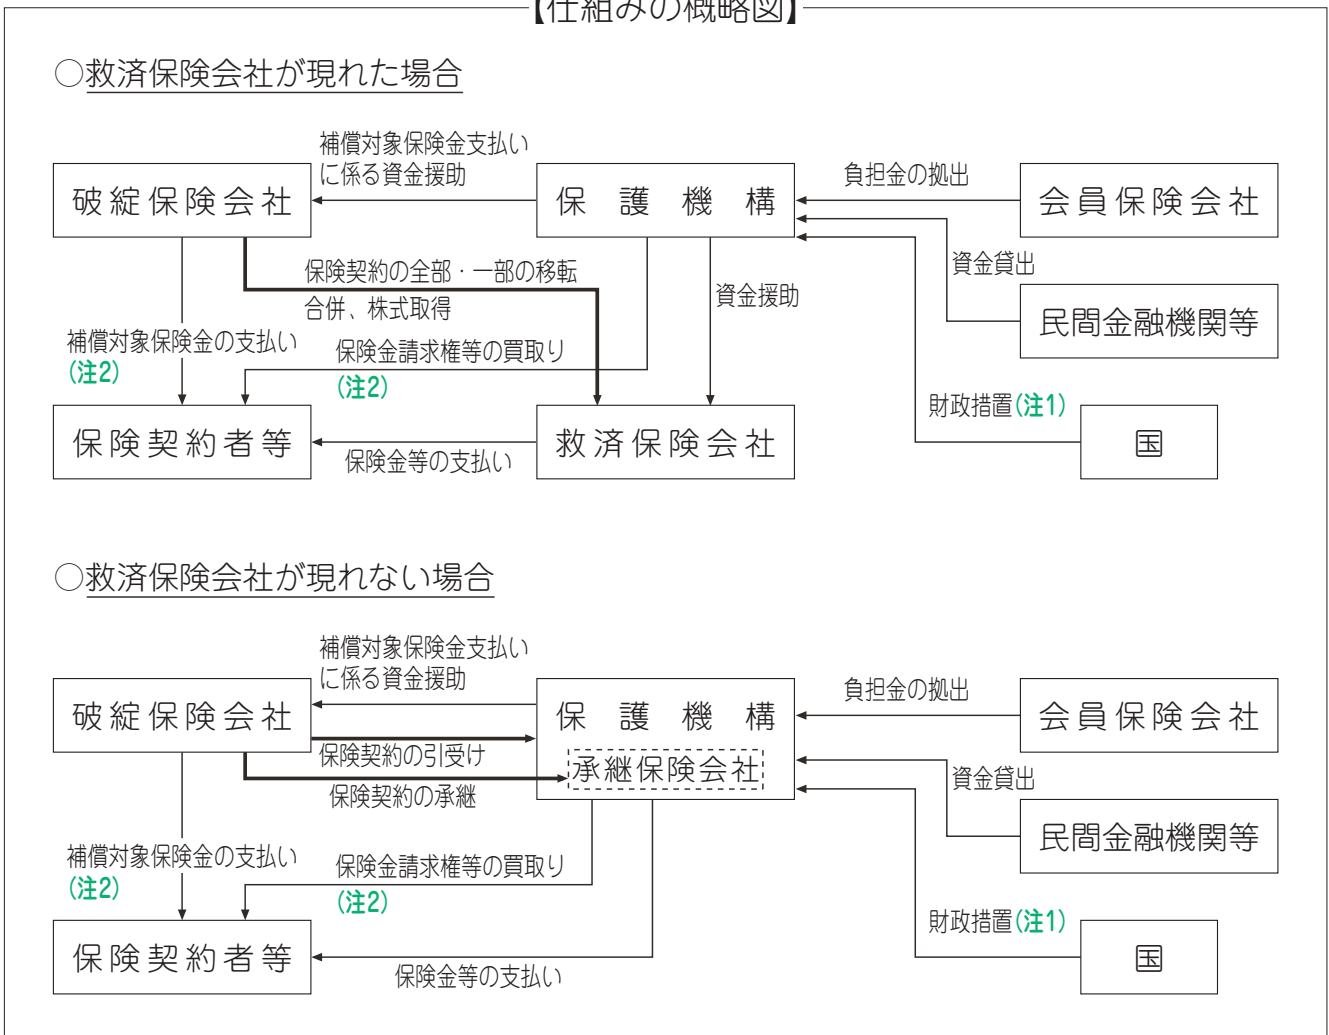 【仕組みの概略図】
○救済保険会社が現れた場合
補償対象保険金支払い
に係る資金援助
負担金の拠出
破綻保険会社
保護機構
会員保険会社
資金貸出
保険契約の全部・一部の移転
合併、株式取得
資金援助
民間金融機関等
補償対象保険金の支払い
(注2)
保険金請求権等の買取り
(注2)
財政措置(注1)
保険契約者等
保険金等の支払い
救済保険会社
国
○救済保険会社が現れない場合
補償対象保険金支払い
に係る資金援助
負担金の拠出
破綻保険会社
保護機構
会員保険会社
保険契約の引受け
承継保険会社
資金貸出
保険契約の承継
民間金融機関等
補償対象保険金の支払い
(注2)
保険金請求権等の買取り
(注2)
財政措置(注1)
保険契約者等
保険金等の支払い
国